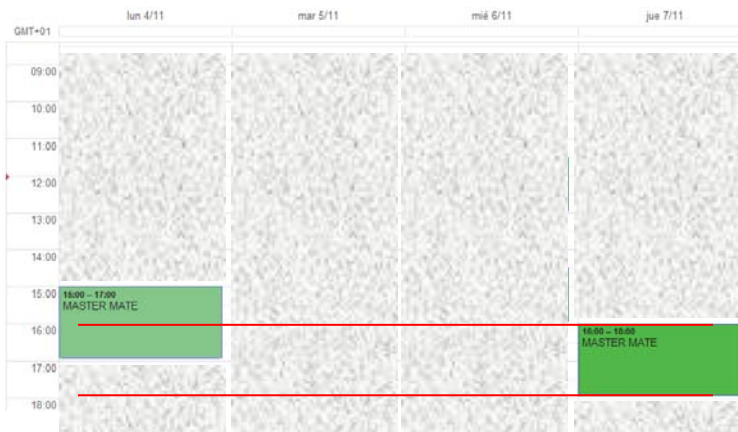 lun 4/11 mar 5/11 mié 6/11 jue 7/11
GMT+01
09:00
10:00
11:00
12:00
13:00
14:00
15:00
15:00 – 17:00
MASTER MATE
16:00
16:00 – 18:00
MASTER MATE
17:00
18:00